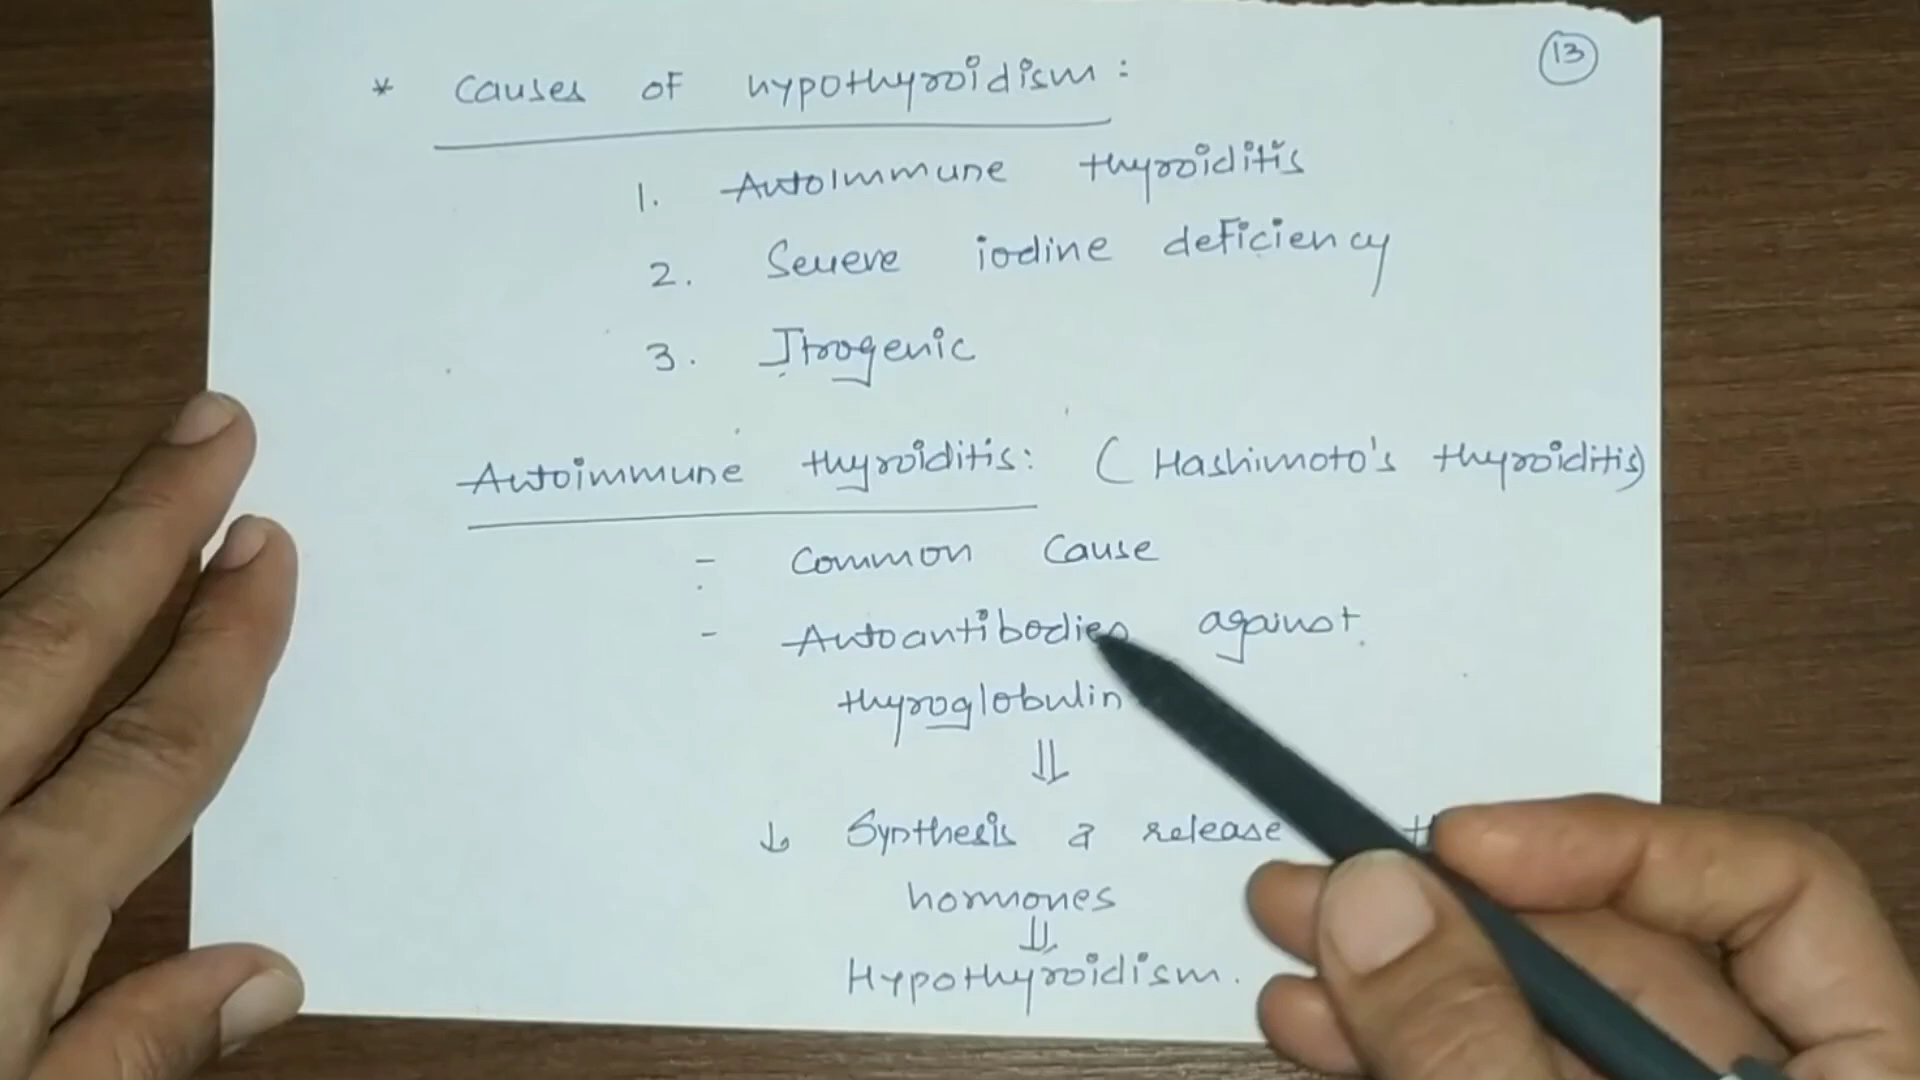 13
* Causes of hypothyroidism:
1. Autoimmune thyroiditis
2. Severe iodine deficiency
3. Itrogenic
Autoimmune thyroiditis: (Hashimoto's thyroiditis)
- Common cause
- Autoantibodies against
thyroglobulin
⇓
↓ Synthesis & release
hormones
⇓
Hypothyroidism.